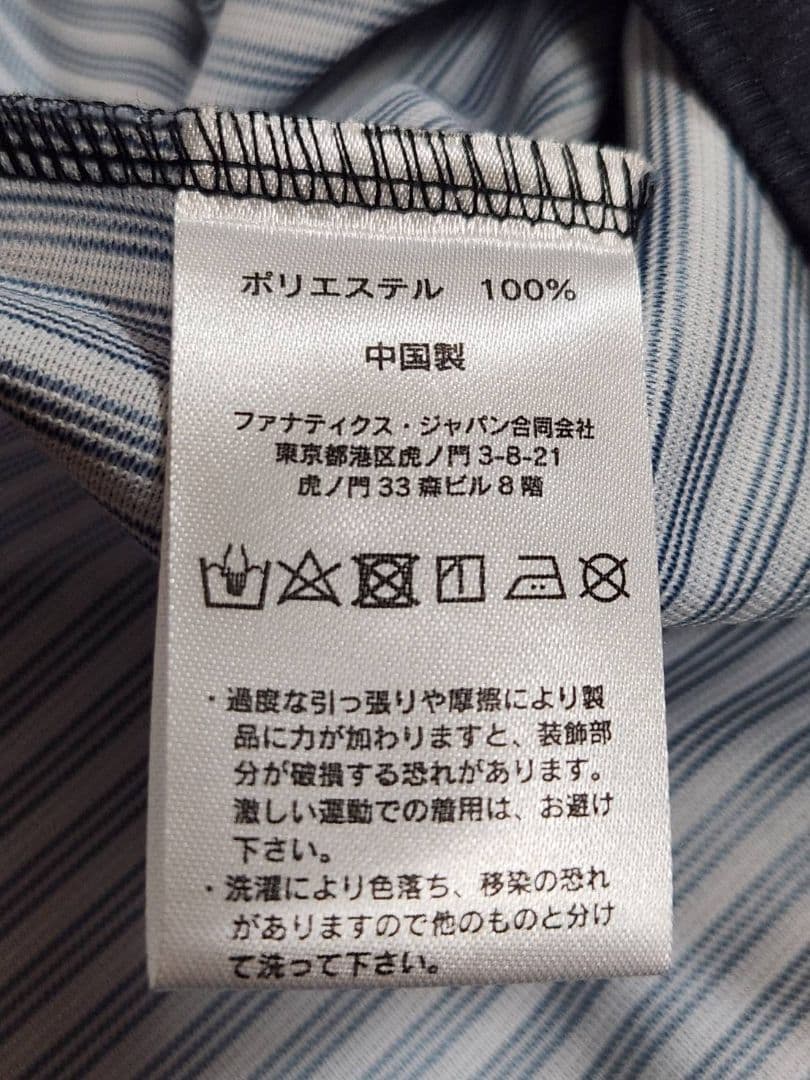 ポリエステル 100%
中国製
ファナティクス・ジャパン合同会社
東京都港区虎ノ門 3-8-21
虎ノ門 33 森ビル 8 階
・過度な引っ張りや摩擦により製
品に力が加わりますと、装飾部
分が破損する恐れがあります。
激しい運動での着用は、お避け
下さい。
・洗濯により色落ち、移染の恐れ
がありますので他のものと分け
て洗って下さい。